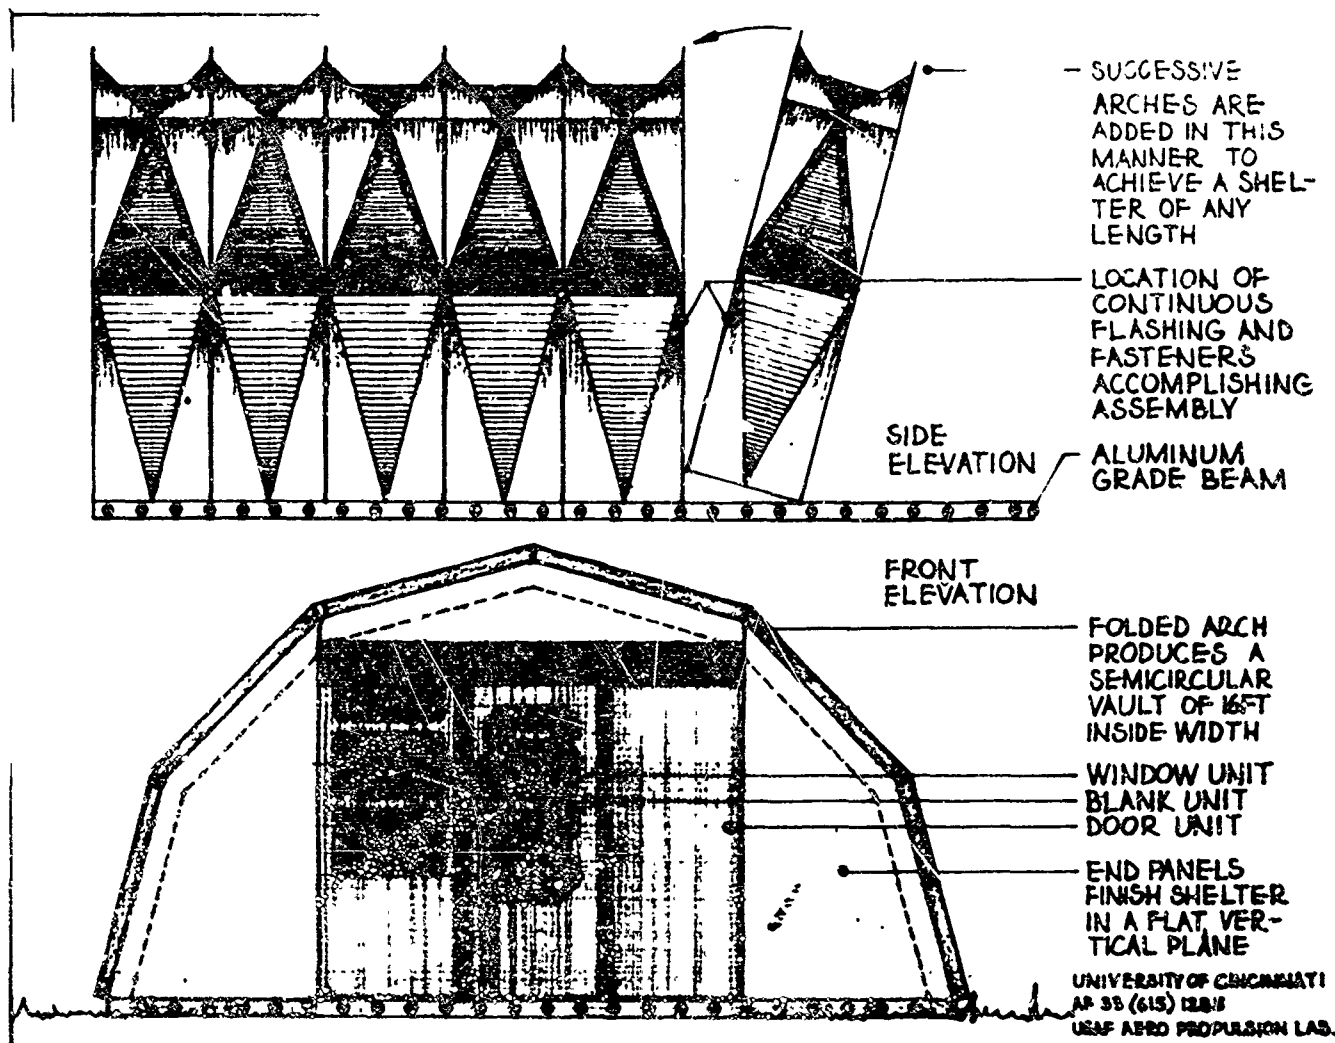 SUCCESSIVE
ARCHES ARE
ADDED IN THIS
MANNER TO
ACHIEVE A SHEL-
TER OF ANY
LENGTH
LOCATION OF
CONTINUOUS
FLASHING AND
FASTENERS
ACCOMPLISHING
ASSEMBLY
SIDE
ELEVATION
ALUMINUM
GRADE BEAM
FRONT
ELEVATION
FOLDED ARCH
PRODUCES A
SEMICIRCULAR
VAULT OF 16FT
INSIDE WIDTH
WINDOW UNIT
BLANK UNIT
DOOR UNIT
END PANELS
FINISH SHELTER
IN A FLAT, VER-
TICAL PLANE
UNIVERSITY OF CINCINNATI
AF 33 (615)
USAF AERO PROPULSION LAB.